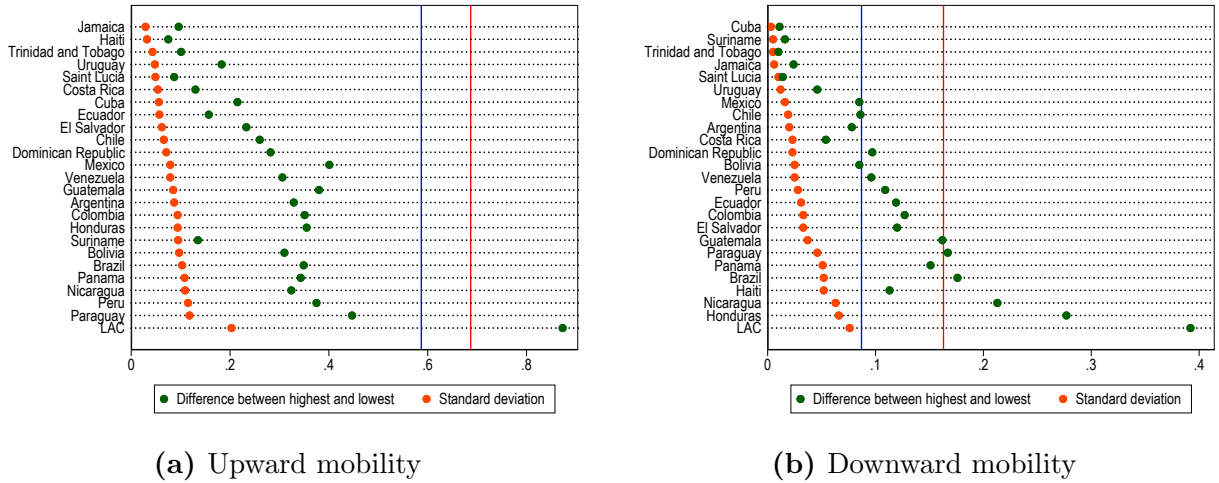 Jamaica
Haiti
Trinidad and Tobago
Uruguay
Saint Lucia
Costa Rica
Cuba
Ecuador
El Salvador
Chile
Dominican Republic
Mexico
Venezuela
Guatemala
Argentina
Colombia
Honduras
Suriname
Bolivia
Brazil
Panama
Nicaragua
Peru
Paraguay
LAC
0 .2 .4 .6 .8
Difference between highest and lowest Standard deviation
(a) Upward mobility
Cuba
Suriname
Trinidad and Tobago
Jamaica
Saint Lucia
Uruguay
Mexico
Chile
Argentina
Costa Rica
Dominican Republic
Bolivia
Venezuela
Peru
Ecuador
Colombia
El Salvador
Guatemala
Paraguay
Panama
Brazil
Haiti
Nicaragua
Honduras
LAC
0 .1 .2 .3 .4
Difference between highest and lowest Standard deviation
(b) Downward mobility